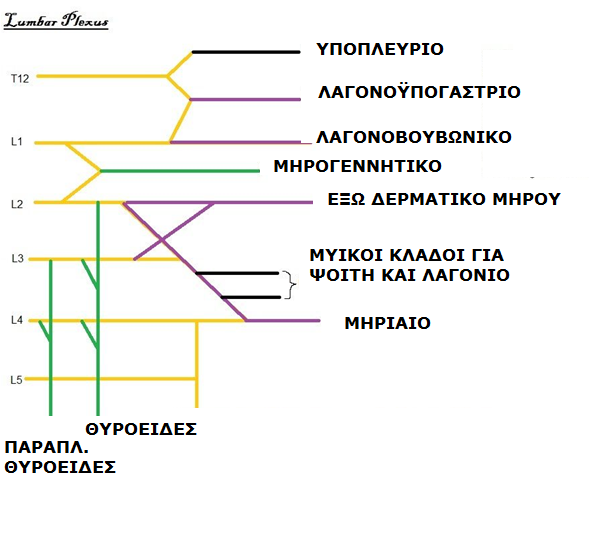 Lumbar Plexus
ΥΠΟΠΛΕΥΡΙΟ
T12
ΛΑΓΟΝΟΫΠΟΓΑΣΤΡΙΟ
L1
ΛΑΓΟΝΟΒΟΥΒΩΝΙΚΟ
ΜΗΡΟΓΕΝΝΗΤΙΚΟ
L2
ΕΞΩ ΔΕΡΜΑΤΙΚΟ ΜΗΡΟΥ
L3
ΜΥΙΚΟΙ ΚΛΑΔΟΙ ΓΙΑ
ΨΟΙΤΗ ΚΑΙ ΛΑΓΟΝΙΟ
L4
ΜΗΡΙΑΙΟ
L5
ΘΥΡΟΕΙΔΕΣ
ΠΑΡΑΠΛ.
ΘΥΡΟΕΙΔΕΣ